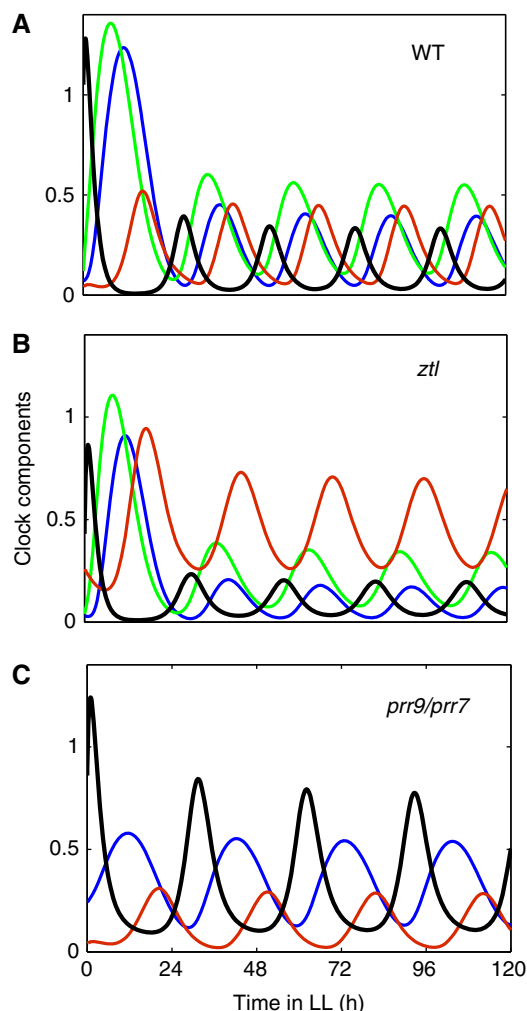 A
WT
1
0.5
0
B
ztl
1
Clock components
0.5
0
C
prr9/prr7
1
0.5
0
0 24 48 72 96 120
Time in LL (h)